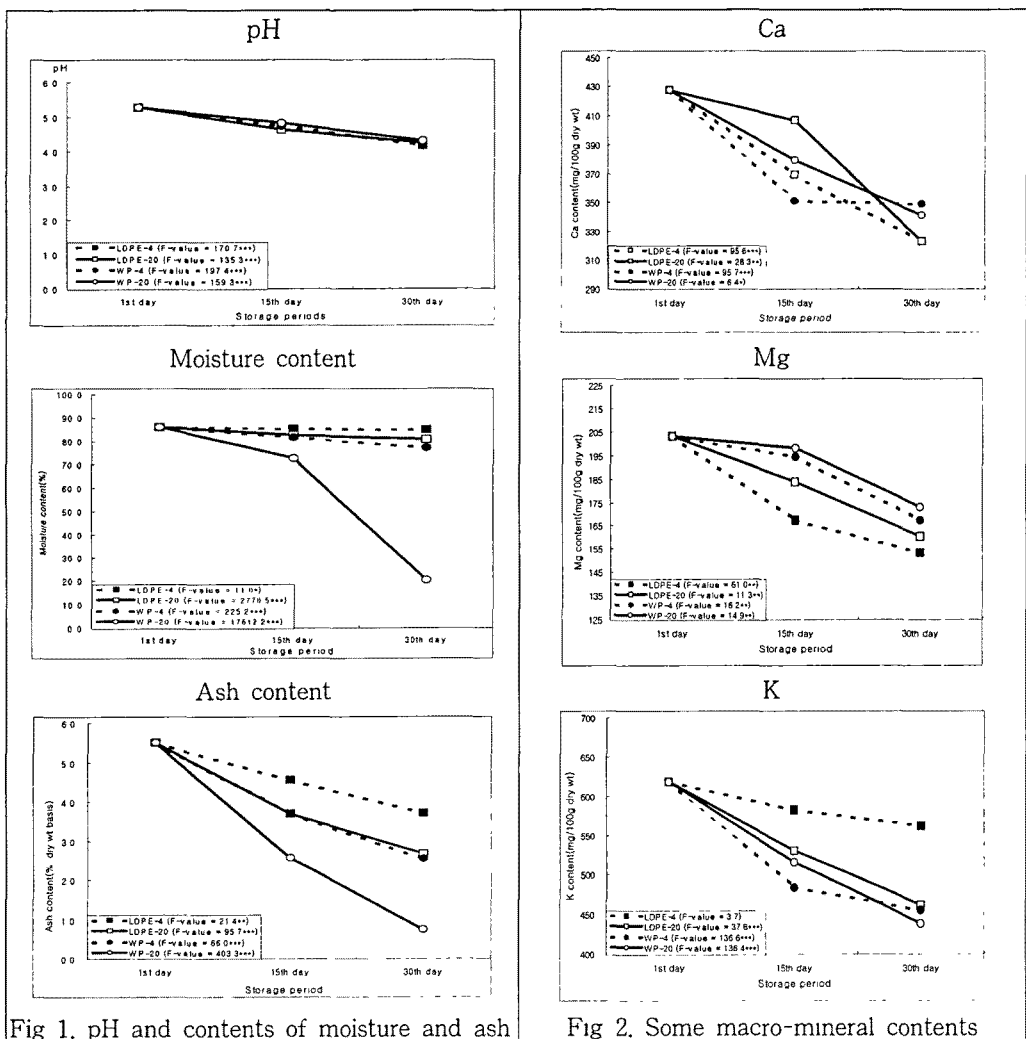 pH
pH
6 0
5 0
4 0
3 0
2 0
1 0
0 0
LDPE-4 (F-value = 170.7***)
LDPE-20 (F-value = 135.3***)
WP-4 (F-value = 197.4***)
WP-20 (F-value = 159.3***)
1st day 15th day 30th day
Storage periods
Moisture content
Moisture content(%)
100 0
90 0
80 0
70 0
60 0
50 0
40 0
30 0
20 0
10 0
0 0
LDPE-4 (F-value = 11.0*)
LDPE-20 (F-value = 2778.5***)
WP-4 (F-value = 225.2***)
WP-20 (F-value = 17612.2***)
1st day 15th day 30th day
Storage period
Ash content
Ash content(% dry wt basis)
6 0
5 0
4 0
3 0
2 0
1 0
0 0
LDPE-4 (F-value = 21.4**)
LDPE-20 (F-value = 95.7***)
WP-4 (F-value = 66.0***)
WP-20 (F-value = 403.3***)
1st day 15th day 30th day
Storage period
Fig 1. pH and contents of moisture and ash
Ca
Ca content(mg/100g dry wt)
450
430
410
390
370
350
330
310
290
LDPE-4 (F-value = 95.6***)
LDPE-20 (F-value = 28.3**)
WP-4 (F-value = 95.7***)
WP-20 (F-value = 6.4*)
1st day 15th day 30th day
Storage period
Mg
Mg content(mg/100g dry wt)
225
215
205
195
185
175
165
155
145
135
125
LDPE-4 (F-value = 61.0***)
LDPE-20 (F-value = 11.3**)
WP-4 (F-value = 16.2**)
WP-20 (F-value = 14.9**)
1st day 15th day 30th day
Storage period
K
K content(mg/100g dry wt)
700
650
600
550
500
450
400
LDPE-4 (F-value = 3.7)
LDPE-20 (F-value = 37.6***)
WP-4 (F-value = 136.6***)
WP-20 (F-value = 136.4***)
1st day 15th day 30th day
Storage period
Fig 2. Some macro-mineral contents